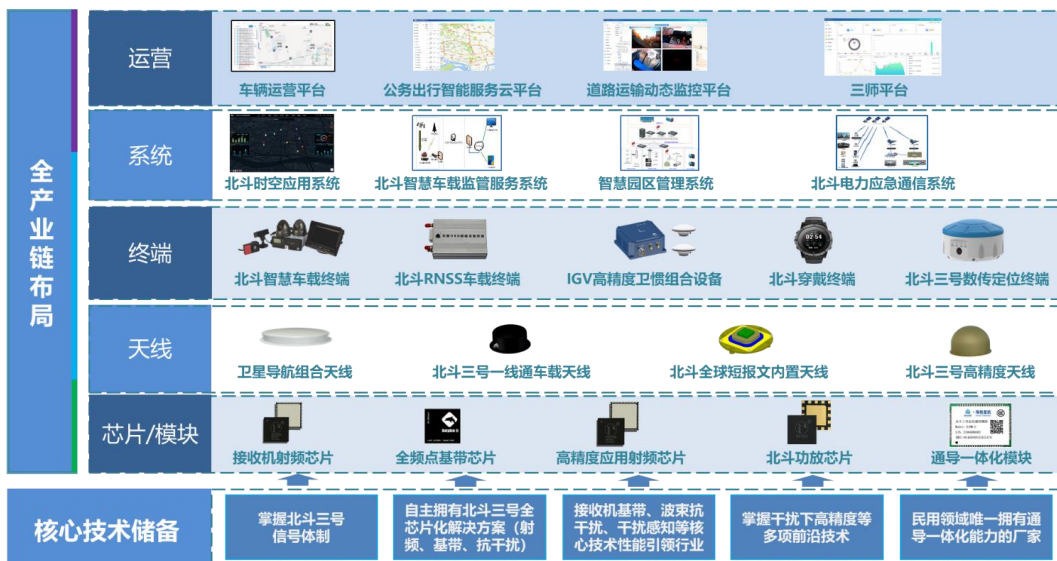 全产业链布局
运营
车辆运营平台
公务出行智能服务云平台
道路运输动态监控平台
三师平台
系统
北斗时空应用系统
北斗智慧车载监管服务系统
智慧园区管理系统
北斗电力应急通信系统
终端
北斗智慧车载终端
北斗RNSS车载终端
IGV高精度卫惯组合设备
北斗穿戴终端
北斗三号数传定位终端
天线
卫星导航组合天线
北斗三号一线通车载天线
北斗全球短报文内置天线
北斗三号高精度天线
芯片/模块
接收机射频芯片
全频点基带芯片
高精度应用射频芯片
北斗功放芯片
通导一体化模块
核心技术储备
掌握北斗三号
信号体制
自主拥有北斗三号全
芯片化解决方案（射
频、基带、抗干扰）
接收机基带、波束抗
干扰、干扰感知等核
心技术性能引领行业
掌握干扰下高精度等
多项前沿技术
民用领域唯一拥有通
导一体化能力的厂家